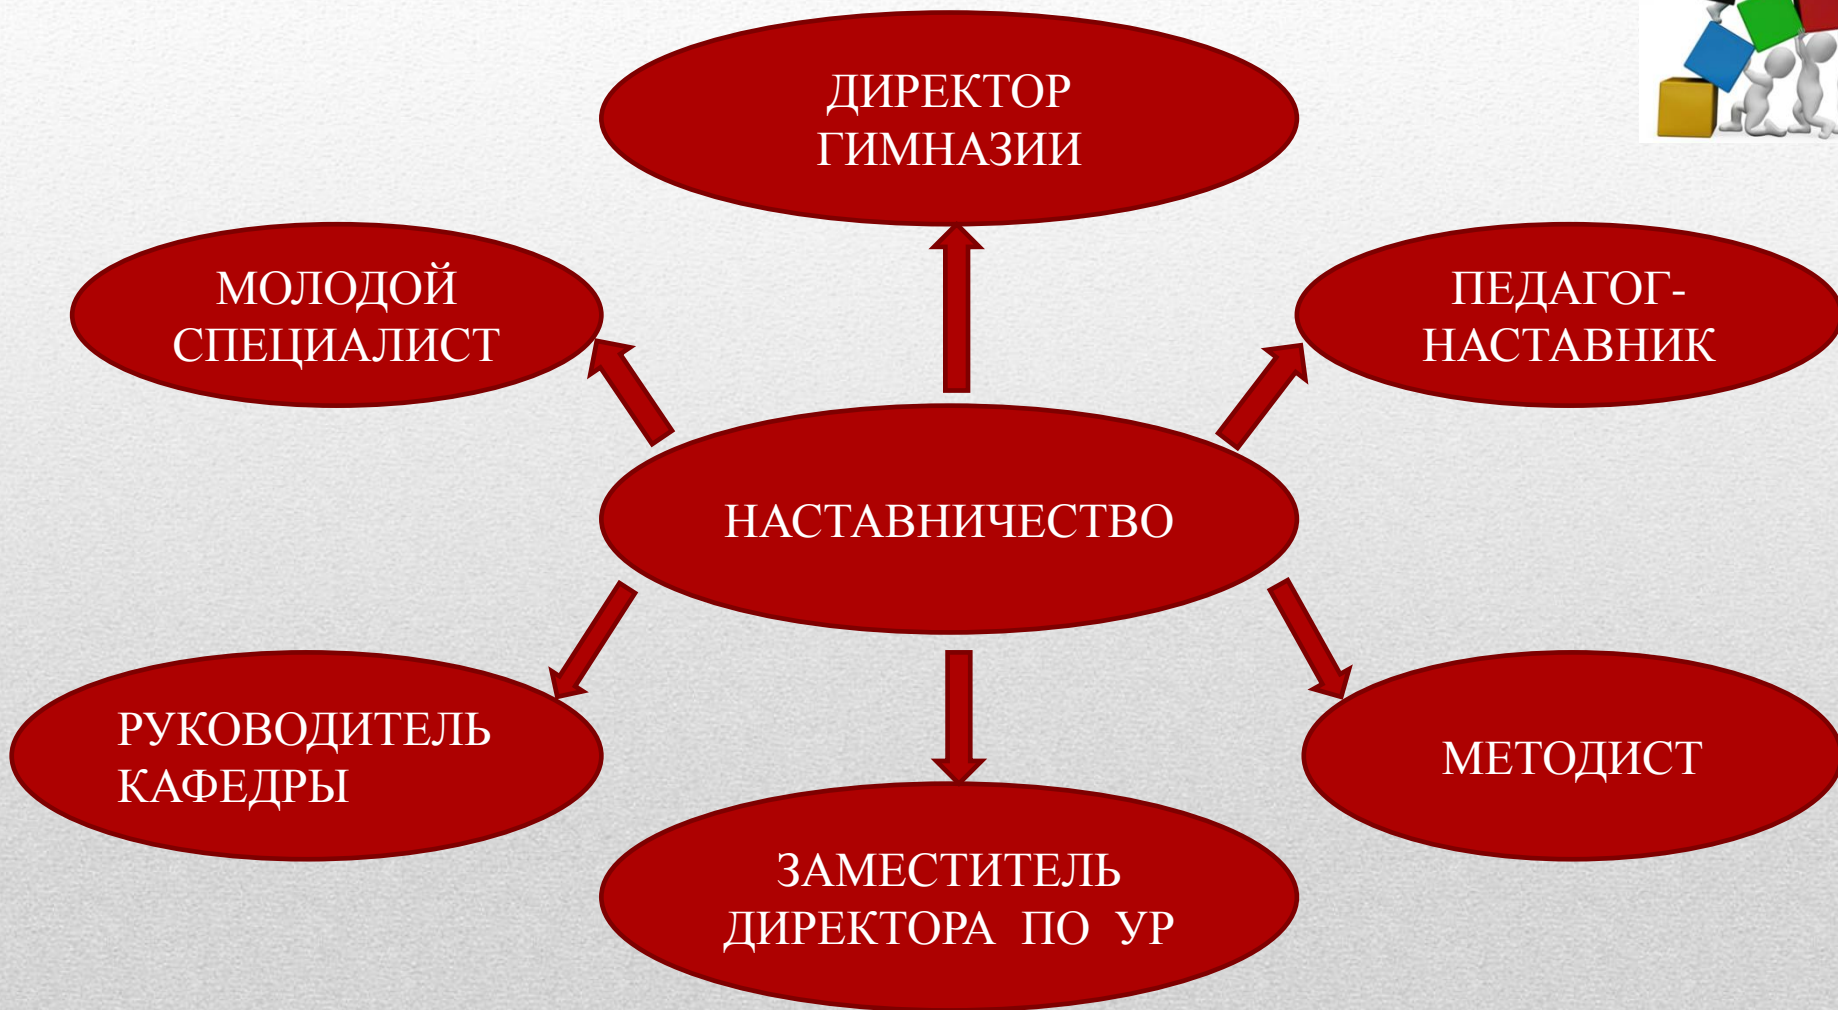 ДИРЕКТОР
ГИМНАЗИИ
МОЛОДОЙ
СПЕЦИАЛИСТ
ПЕДАГОГ-
НАСТАВНИК
НАСТАВНИЧЕСТВО
РУКОВОДИТЕЛЬ
КАФЕДРЫ
МЕТОДИСТ
ЗАМЕСТИТЕЛЬ
ДИРЕКТОРА ПО УР